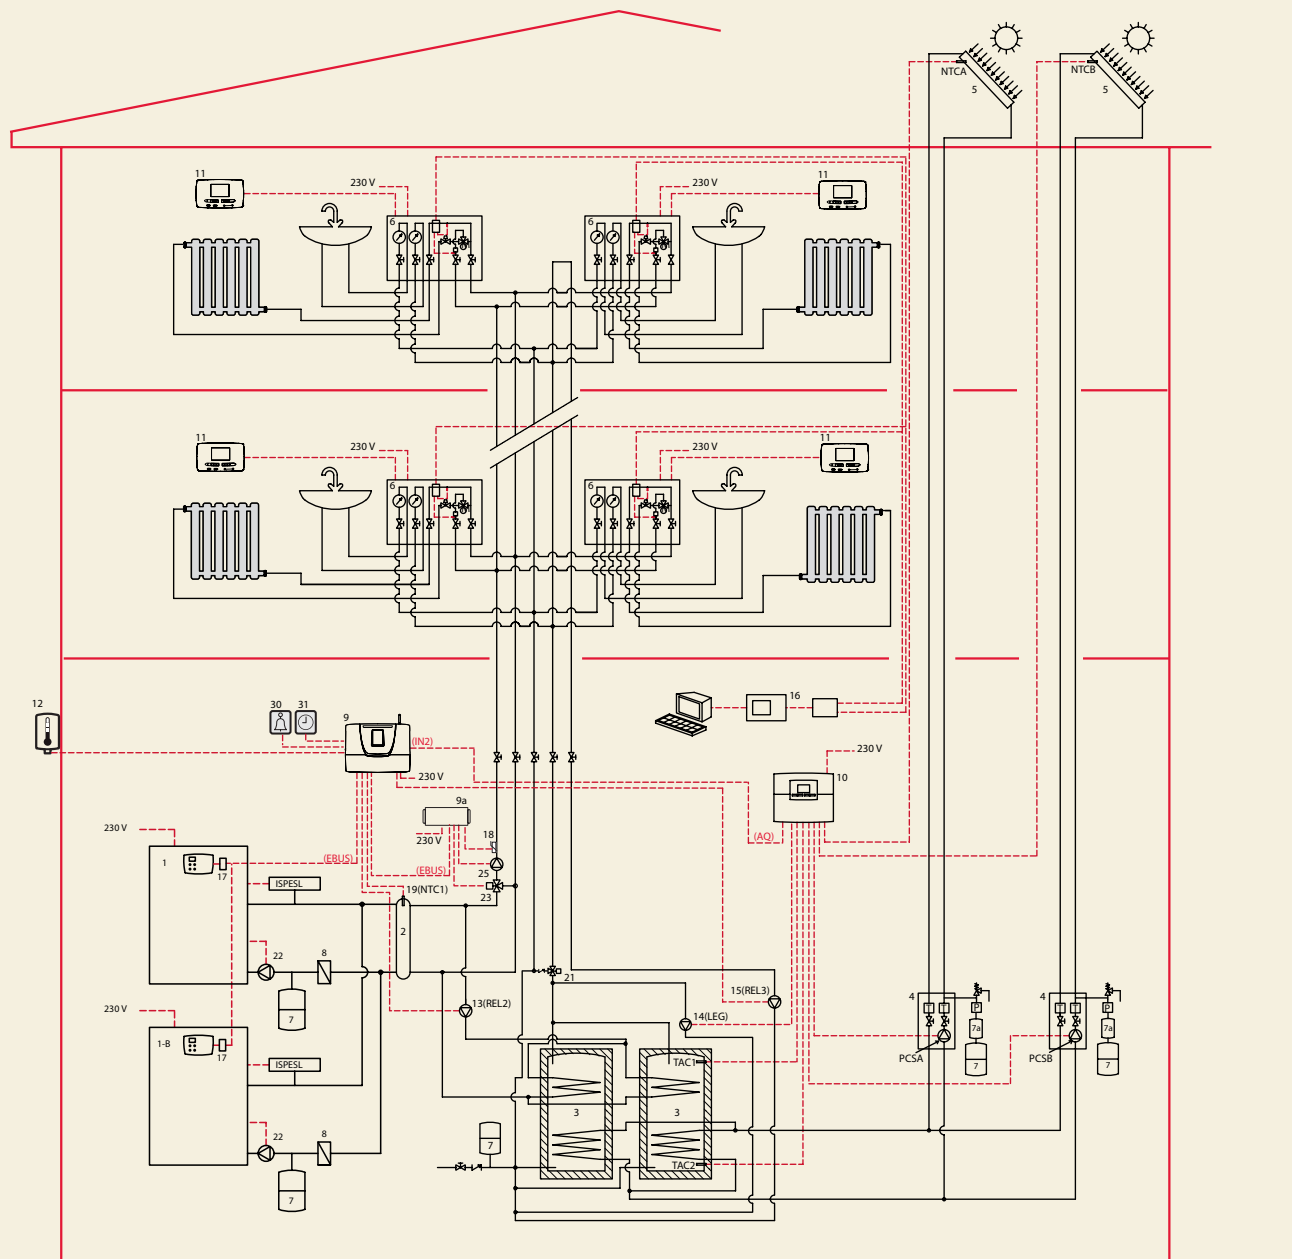 NTCA
5
NTCB
5
11
230 V
230 V
11
6
6
11
230 V
230 V
11
6
6
12
30
31
9
(IN2)
16
230 V
230 V
10
9a
230 V
18
(AQ)
230 V
1
17
(EBUS)
(EBUS)
25
ISPESL
19(NTC1)
23
2
22
8
21
7
13(REL2)
14(LEG)
15(REL3)
4
T
T
P
7a
7
PCSA
4
T
T
P
7a
7
PCSB
230 V
1-B
17
ISPESL
TAC1
3
3
22
8
7
7
TAC2